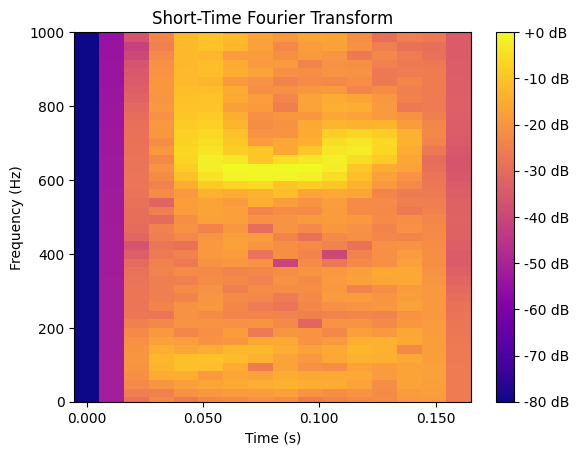 Short-Time Fourier Transform
Frequency (Hz)
1000
800
600
400
200
0
0.000
0.050
0.100
0.150
Time (s)
+0 dB
-10 dB
-20 dB
-30 dB
-40 dB
-50 dB
-60 dB
-70 dB
-80 dB